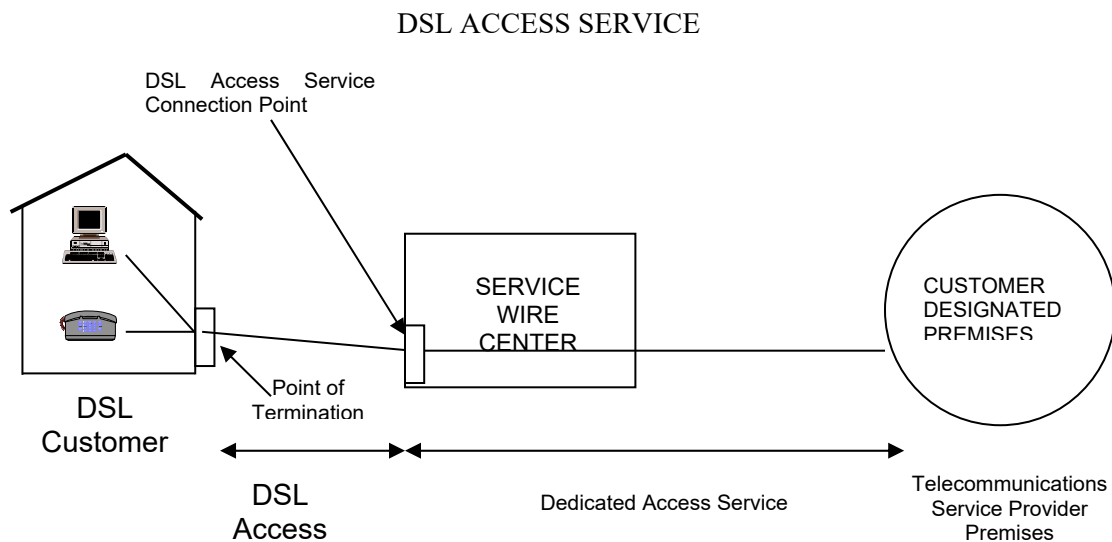 DSL ACCESS SERVICE
DSL Access Service
Connection Point
SERVICE
WIRE
CENTER
CUSTOMER
DESIGNATED
PREMISES
Point of
Termination
DSL
Customer
DSL
Access
Dedicated Access Service
Telecommunications
Service Provider
Premises